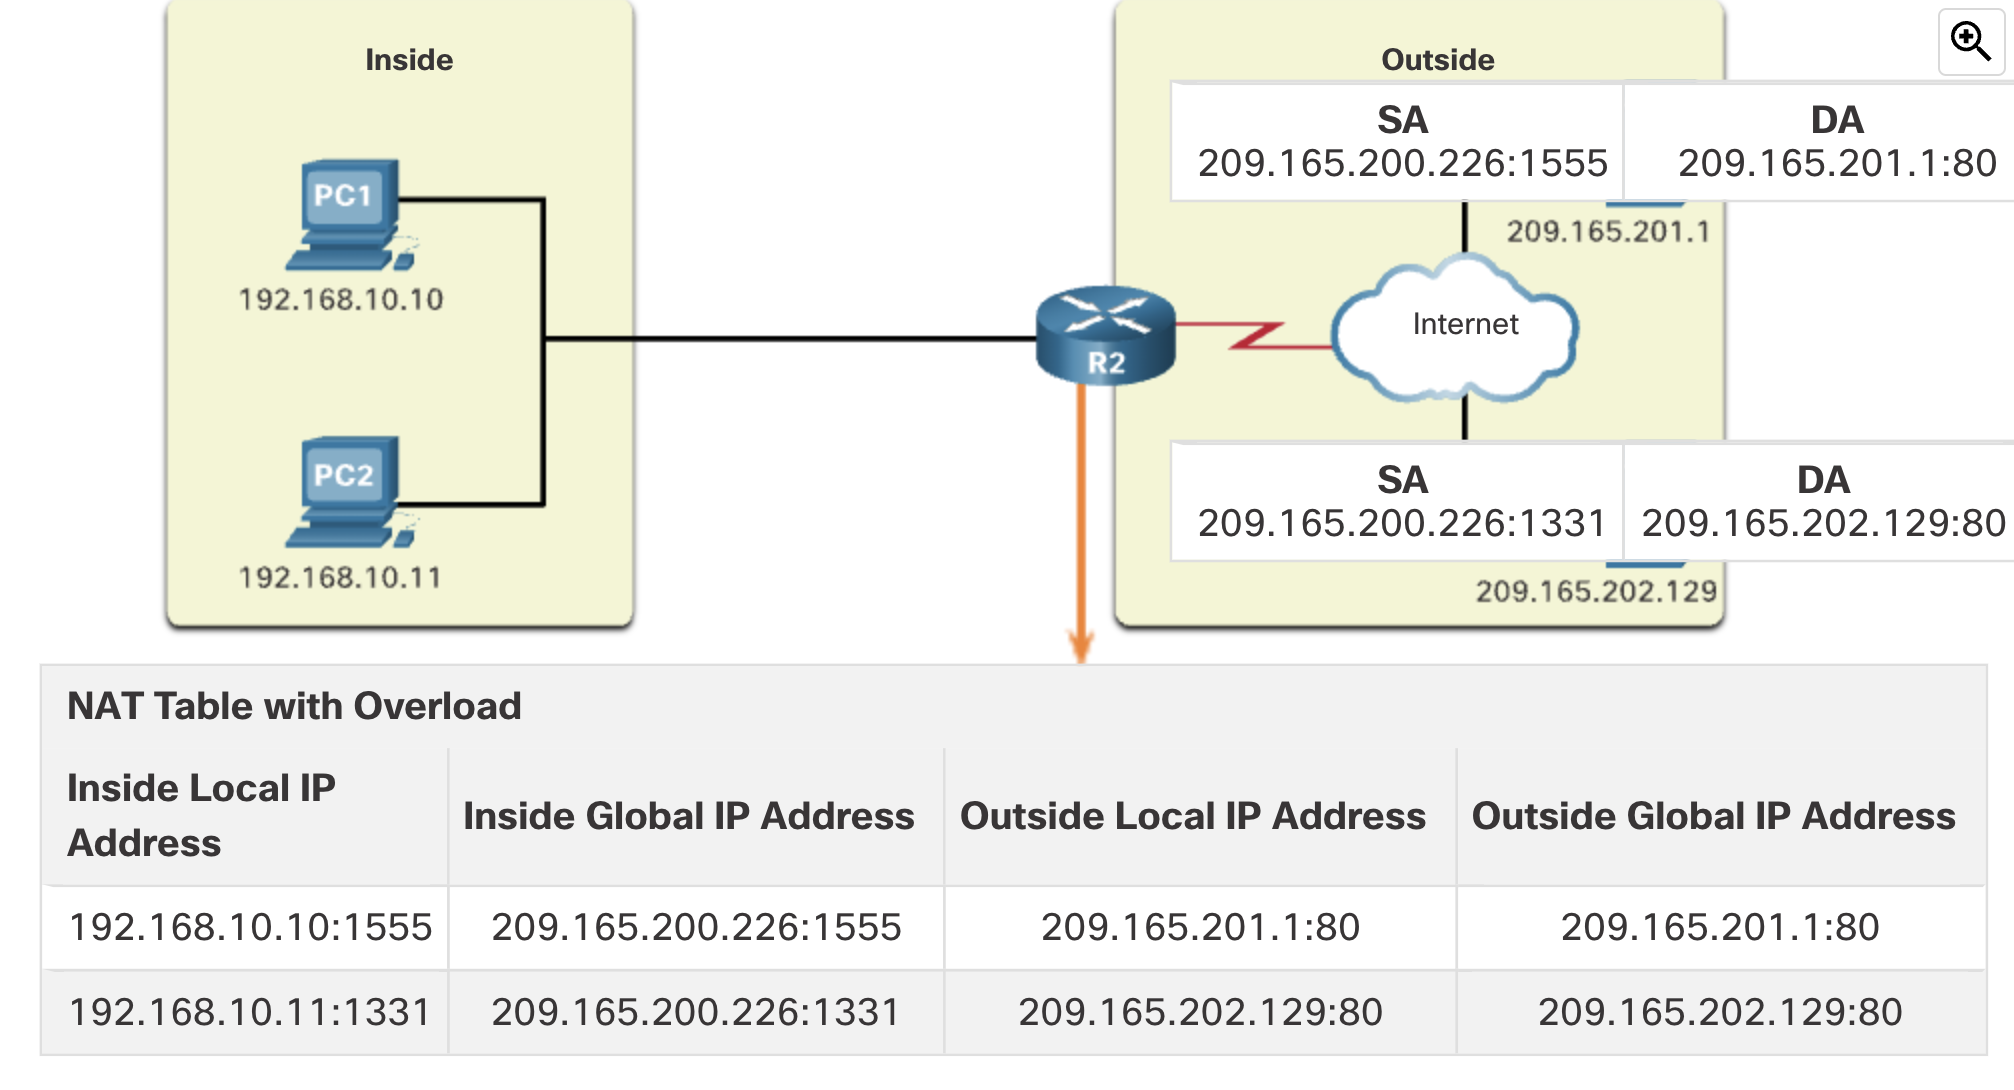 Inside
Outside
SA
209.165.200.226:1555
DA
209.165.201.1:80
PC1
209.165.201.1
192.168.10.10
Internet
R2
PC2
SA
209.165.200.226:1331
DA
209.165.202.129:80
192.168.10.11
209.165.202.129
NAT Table with Overload
Inside Local IP
Address
Inside Global IP Address
Outside Local IP Address
Outside Global IP Address
192.168.10.10:1555
209.165.200.226:1555
209.165.201.1:80
209.165.201.1:80
192.168.10.11:1331
209.165.200.226:1331
209.165.202.129:80
209.165.202.129:80